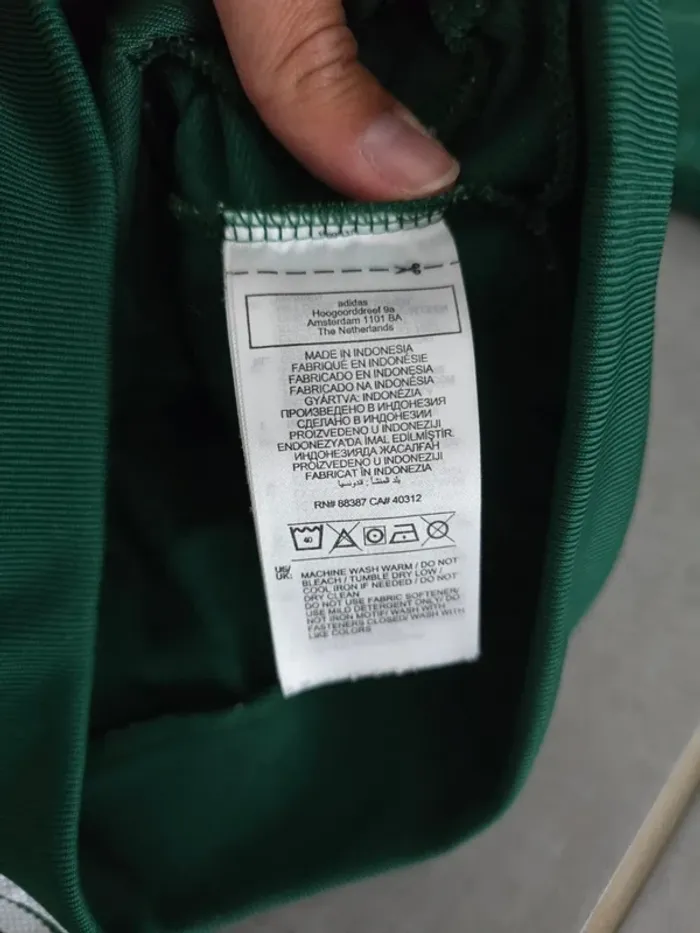 adidas
Hoogoorddreef 9a
Amsterdam 1101 BA
The Netherlands
MADE IN INDONESIA
FABRIQUÉ EN INDONÉSIE
FABRICADO EN INDONESIA
FABRICADO NA INDONÉSIA
GYÁRTVA: INDONÉZIA
ПРОИЗВЕДЕНО В ИНДОНЕЗИЯ
СДЕЛАНО В ИНДОНЕЗИИ
PROIZVEDENO U INDONEZIJI
ENDONEZYA'DA İMAL EDİLMİŞTİR.
ИНДОНЕЗИЯДА ЖАСАЛҒАН
PROIZVEDENO U INDONEZIJI
FABRICAT ÎN INDONEZIA
بلد المنشأ :
RN# 88387 CA# 40312
40
US/
UK:
MACHINE WASH WARM / DO NOT
BLEACH / TUMBLE DRY LOW /
COOL IRON IF NEEDED / DO NOT
DRY CLEAN
DO NOT USE FABRIC SOFTENER/
USE MILD DETERGENT ONLY/ DO
NOT IRON MOTIF/ WASH WITH
FASTENERS CLOSED/ WASH WITH
LIKE COLORS